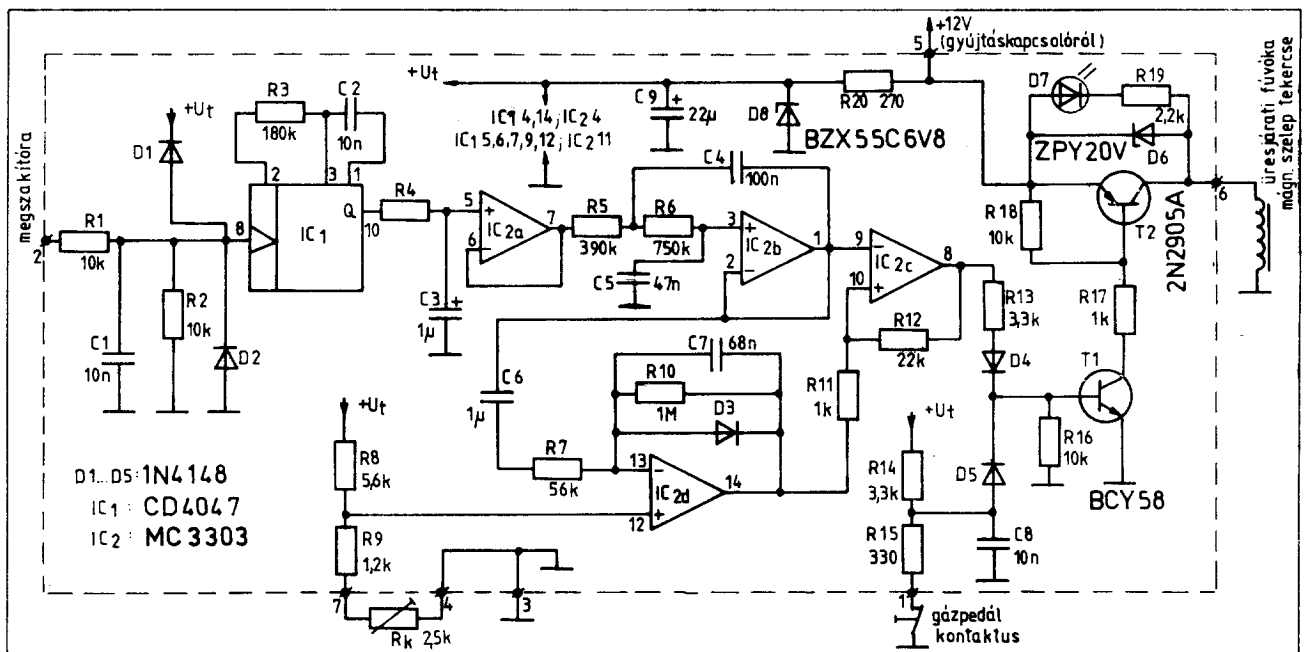 +12V
5
(gyújtáskapcsolóról)
+Ut
IC1 4,14; IC2 4
IC1 5,6,7,9,12; IC2 11
C9
+
22µ
D8
R20
270
BZX55C6V8
D7
R19
2,2k
ZPY20V
D6
6
T2
2N2905A
üresjárati fúvóka
mágn. szelep tekercse
megszakítóra
2
R1
10k
C1
10n
R2
10k
D1
+Ut
D2
R3
180k
C2
10n
2
3
1
8
IC1
Q
10
R4
C3
+
1µ
5
+
6
−
IC2a
7
R5
390k
R6
750k
C4
100n
C5
47n
3
+
2
−
IC2b
1
9
−
10
+
IC2c
8
R12
22k
R11
1k
R13
3,3k
D4
R18
10k
R17
1k
T1
R16
10k
BCY58
D5
+Ut
R14
3,3k
R15
330
C8
10n
1
gázpedál
kontaktus
C6
1µ
R7
56k
C7
68n
R10
1M
D3
13
−
12
+
IC2d
14
+Ut
R8
5,6k
R9
1,2k
7
4
3
Rk
2,5k
D1...D5: 1N4148
IC1: CD4047
IC2: MC3303